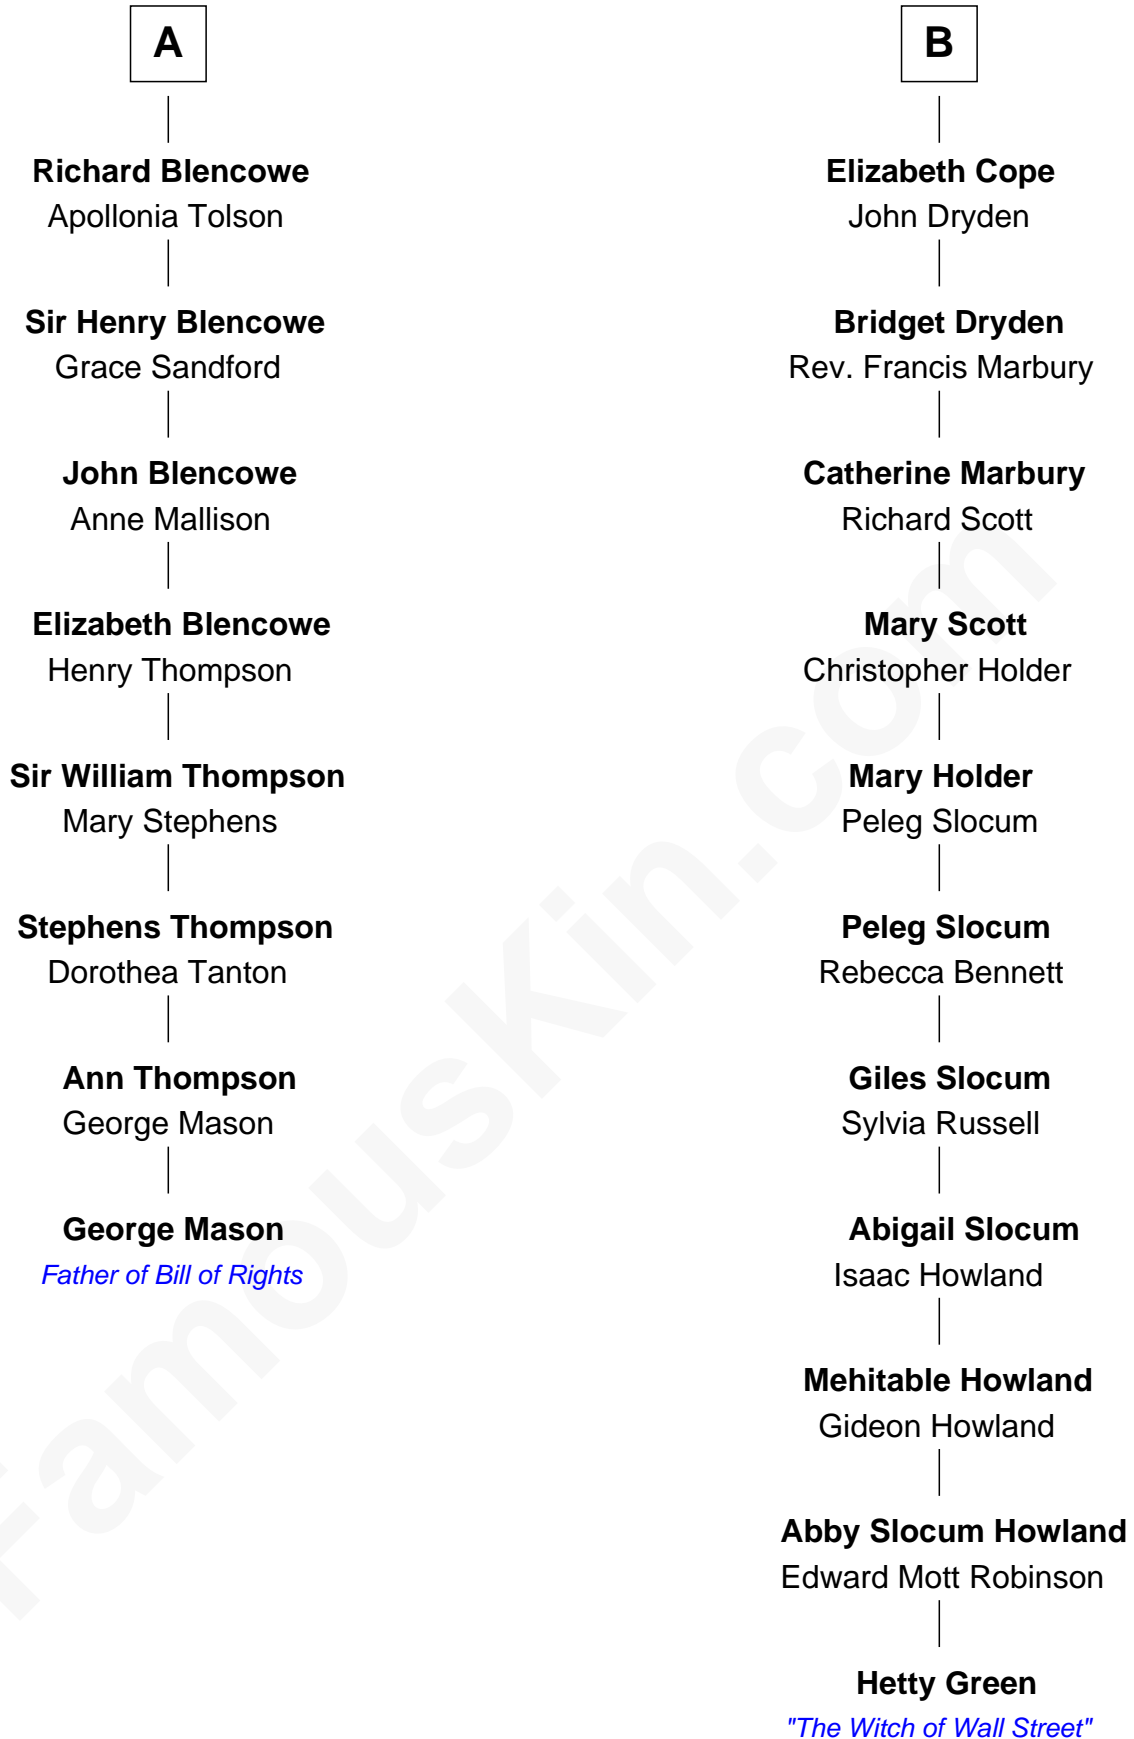 A
Richard Blencowe
Apollonia Tolson
Sir Henry Blencowe
Grace Sandford
John Blencowe
Anne Mallison
Elizabeth Blencowe
Henry Thompson
Sir William Thompson
Mary Stephens
Stephens Thompson
Dorothea Tanton
Ann Thompson
George Mason
George Mason
Father of Bill of Rights
B
Elizabeth Cope
John Dryden
Bridget Dryden
Rev. Francis Marbury
Catherine Marbury
Richard Scott
Mary Scott
Christopher Holder
Mary Holder
Peleg Slocum
Peleg Slocum
Rebecca Bennett
Giles Slocum
Sylvia Russell
Abigail Slocum
Isaac Howland
Mehitable Howland
Gideon Howland
Abby Slocum Howland
Edward Mott Robinson
Hetty Green
"The Witch of Wall Street"
FamousKin.com